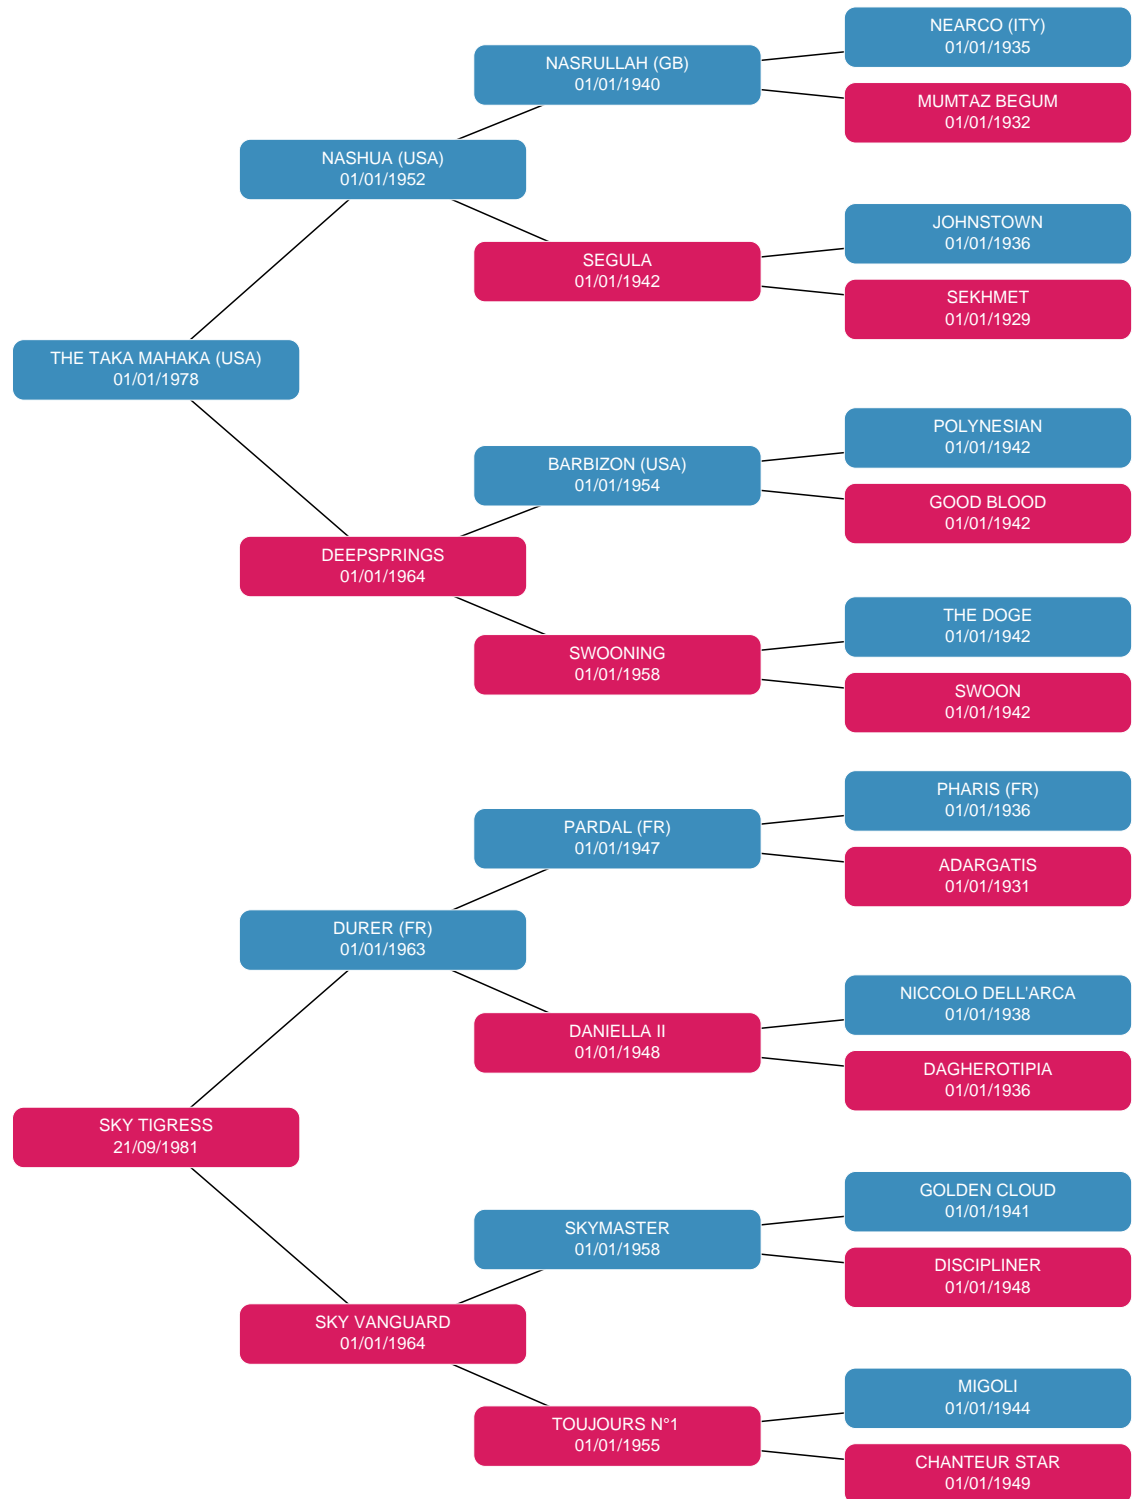 NEARCO (ITY)
01/01/1935
NASRULLAH (GB)
01/01/1940
MUMTAZ BEGUM
01/01/1932
NASHUA (USA)
01/01/1952
JOHNSTOWN
01/01/1936
SEGULA
01/01/1942
SEKHMET
01/01/1929
THE TAKA MAHAKA (USA)
01/01/1978
POLYNESIAN
01/01/1942
BARBIZON (USA)
01/01/1954
GOOD BLOOD
01/01/1942
DEEPSPRINGS
01/01/1964
THE DOGE
01/01/1942
SWOONING
01/01/1958
SWOON
01/01/1942
PHARIS (FR)
01/01/1936
PARDAL (FR)
01/01/1947
ADARGATIS
01/01/1931
DURER (FR)
01/01/1963
NICCOLO DELL'ARCA
01/01/1938
DANIELLA II
01/01/1948
DAGHEROTIPIA
01/01/1936
SKY TIGRESS
21/09/1981
GOLDEN CLOUD
01/01/1941
SKYMASTER
01/01/1958
DISCIPLINER
01/01/1948
SKY VANGUARD
01/01/1964
MIGOLI
01/01/1944
TOUJOURS N°1
01/01/1955
CHANTEUR STAR
01/01/1949